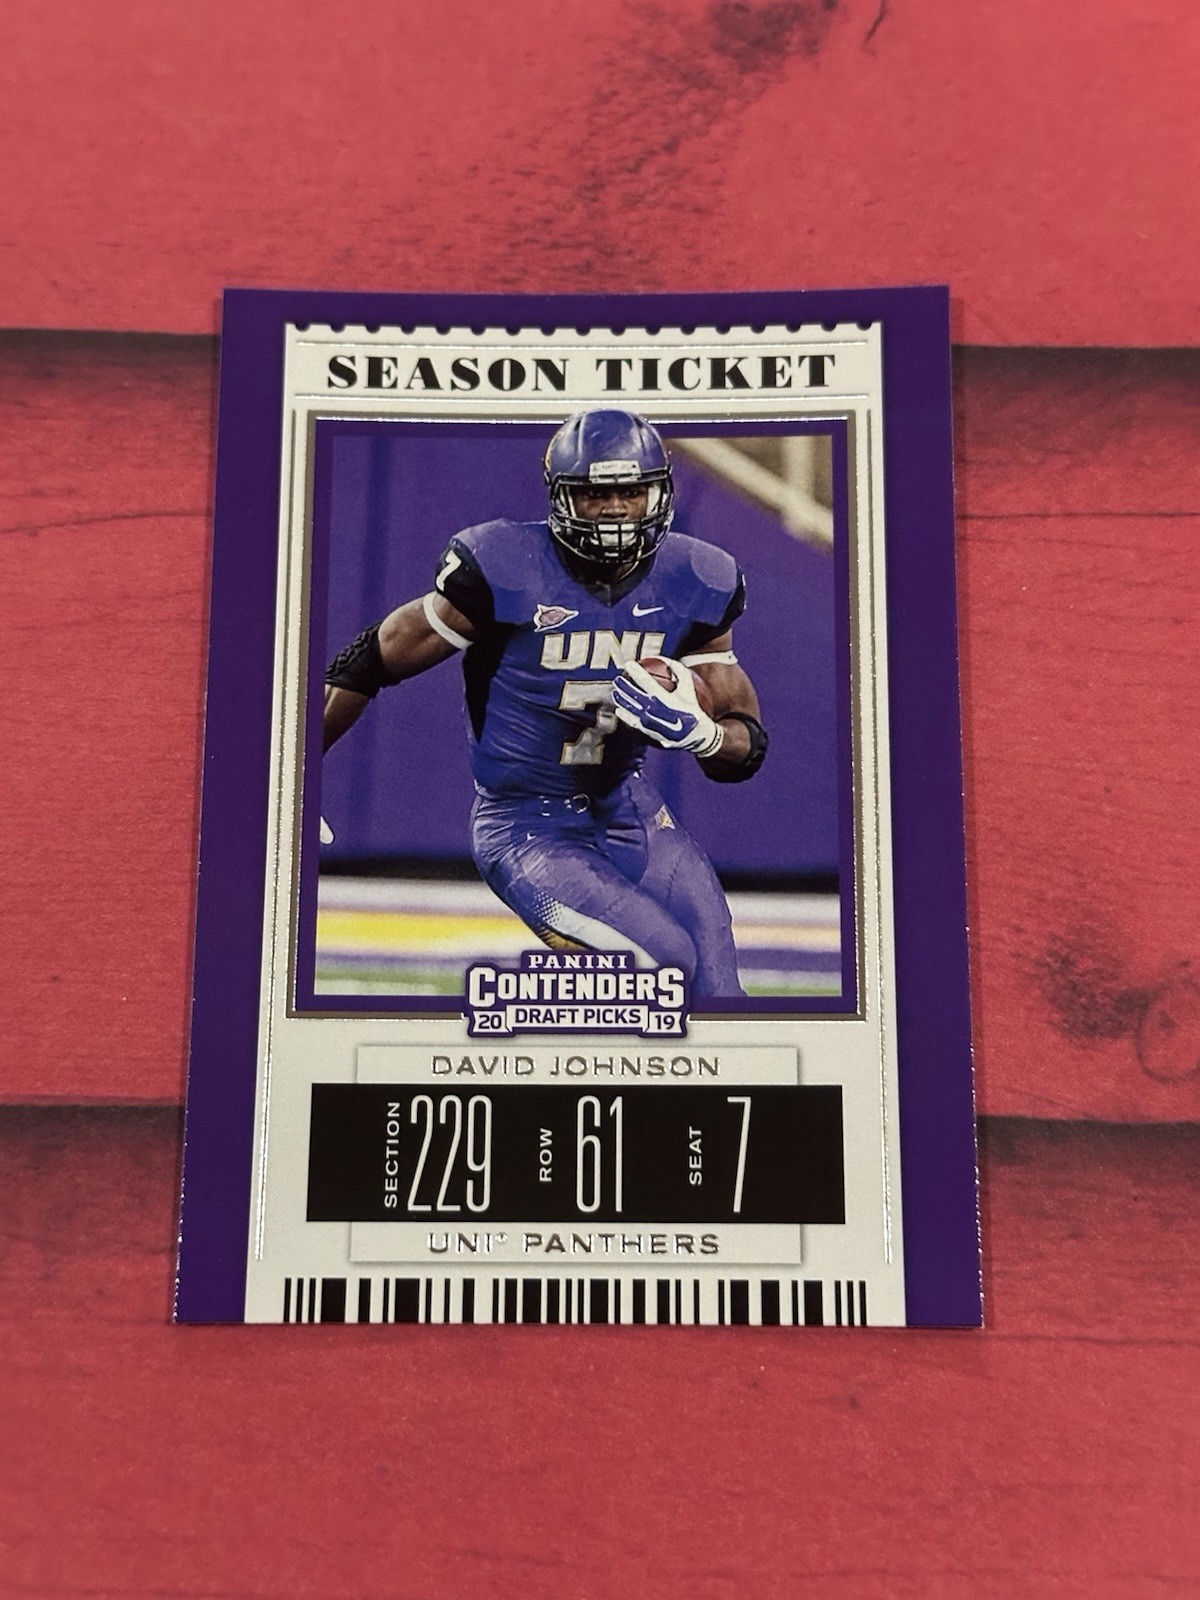 SEASON TICKET
7
UNI
7
PANINI
CONTENDERS
20 DRAFT PICKS 19
DAVID JOHNSON
SECTION 229 ROW 61 SEAT 7
UNI® PANTHERS